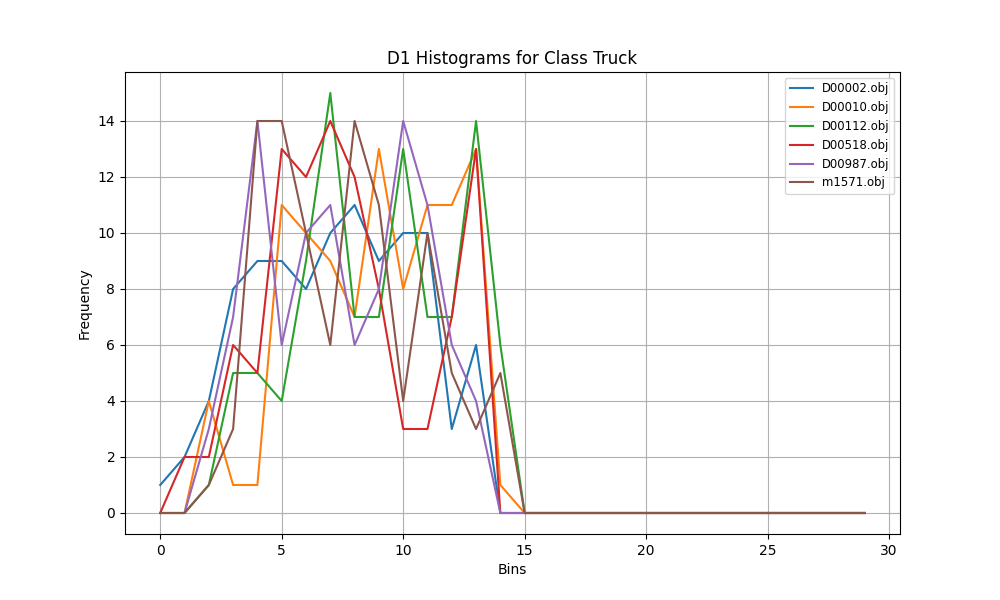 D1 Histograms for Class Truck
D00002.obj
D00010.obj
D00112.obj
D00518.obj
D00987.obj
m1571.obj
Frequency
14
12
10
8
6
4
2
0
0 5 10 15 20 25 30
Bins